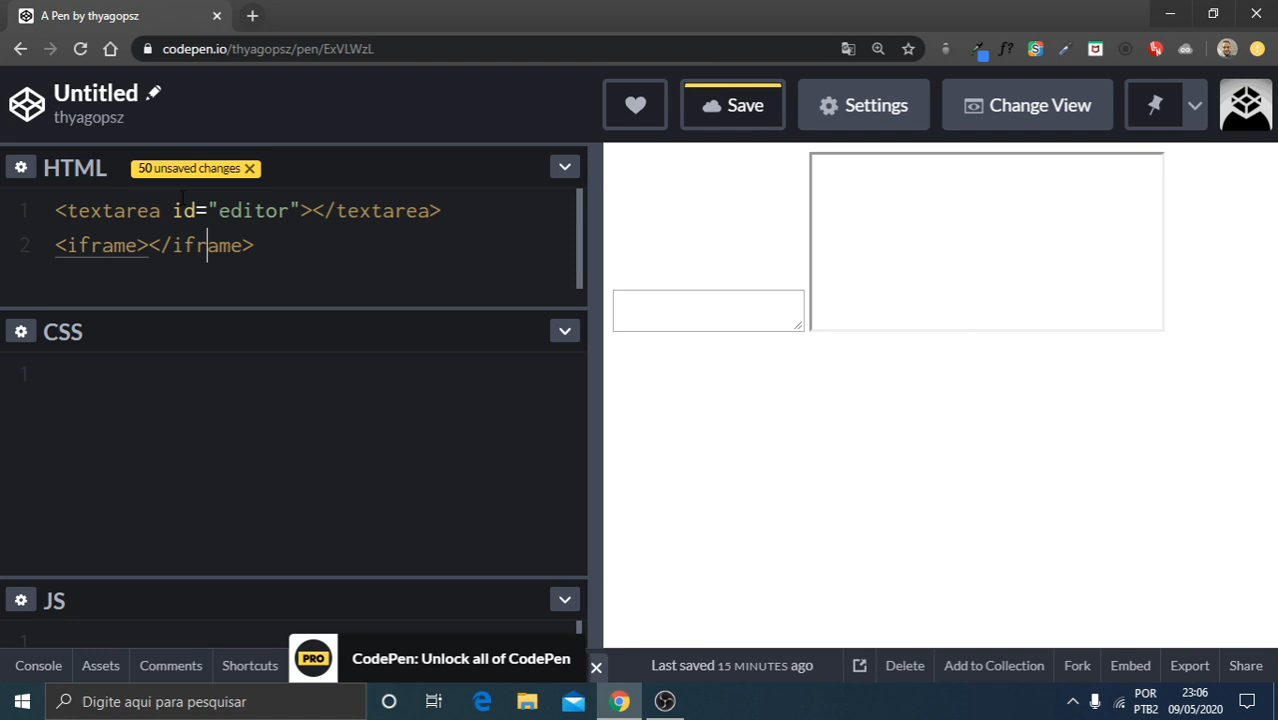 A Pen by thyagopsz
codepen.io/thyagopsz/pen/ExVLWzL
Untitled
thyagopsz
Save
Settings
Change View
HTML
50 unsaved changes
1 <textarea id="editor"></textarea>
2 <iframe></iframe>
CSS
1
JS
1
PRO
CodePen: Unlock all of CodePen
Console
Assets
Comments
Shortcuts
Last saved 15 MINUTES ago
Delete
Add to Collection
Fork
Embed
Export
Share
Digite aqui para pesquisar
POR
PTB2
23:06
09/05/2020